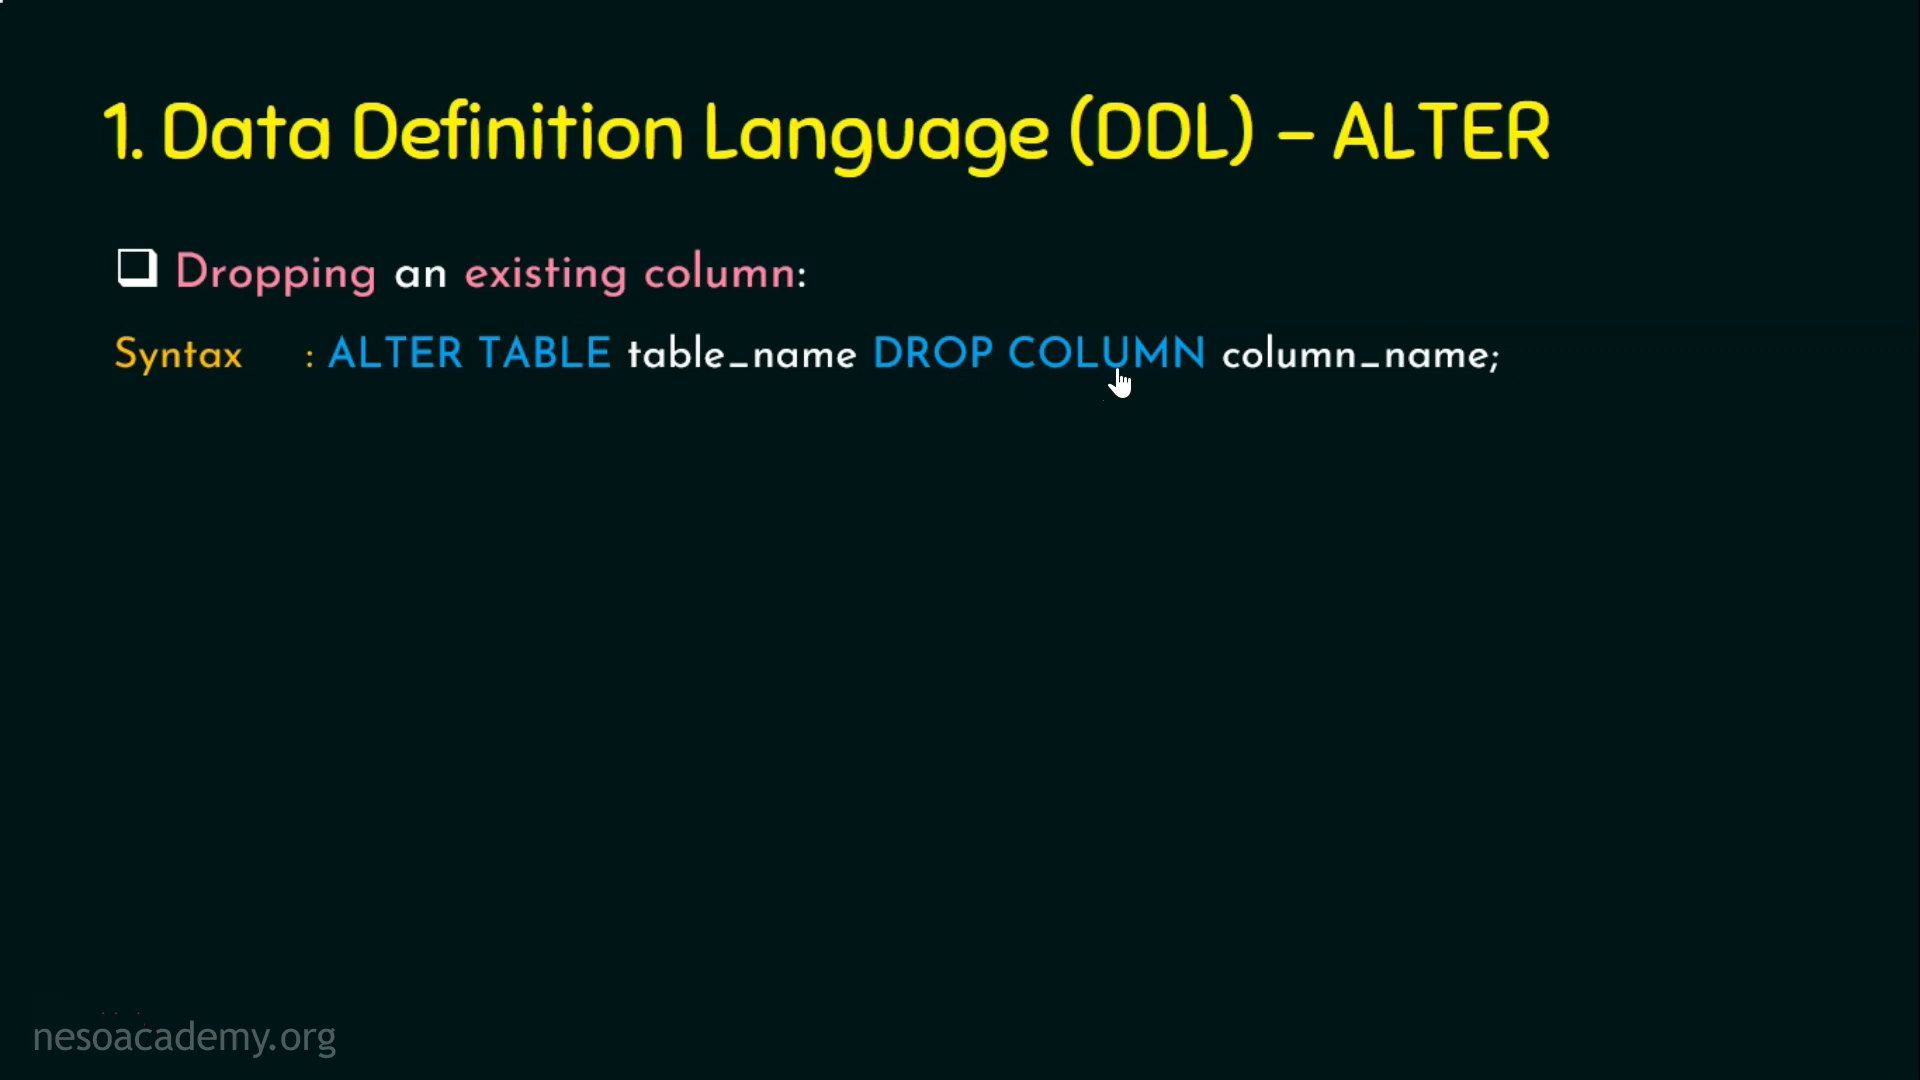 1. Data Definition Language (DDL) – ALTER
❑ Dropping an existing column:
Syntax : ALTER TABLE table_name DROP COLUMN column_name;
nesoacademy.org